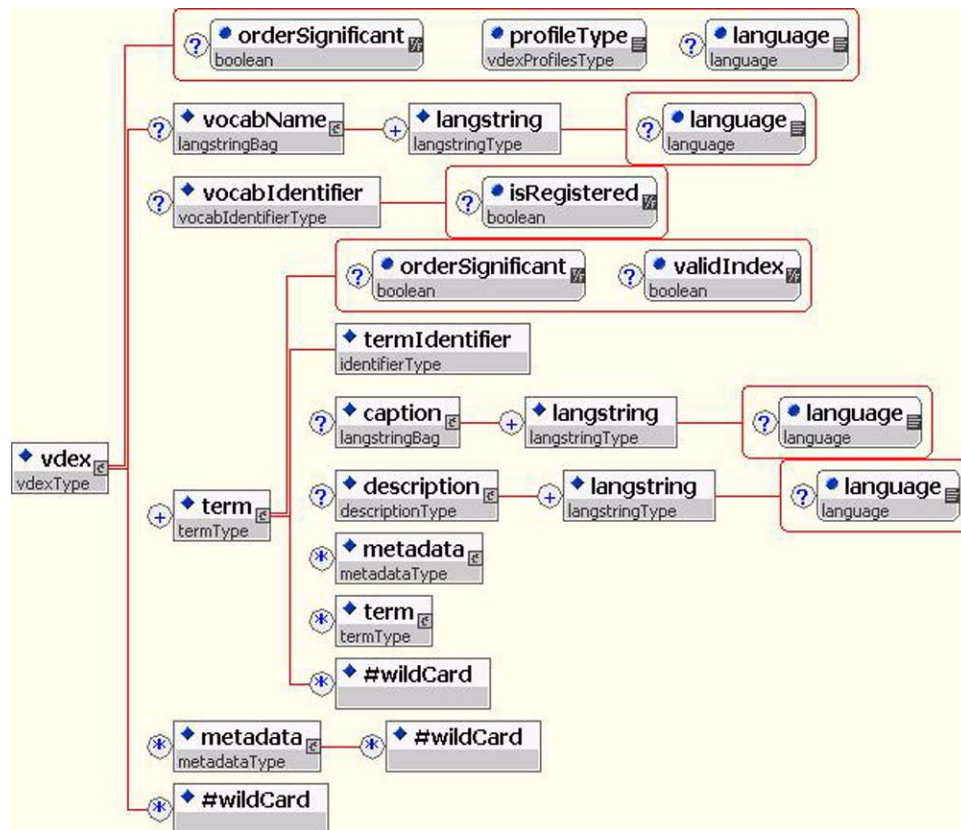 orderSignificant
boolean
profileType
vdexProfilesType
language
language
vocabName
langstringBag
langstring
langstringType
language
language
vocabIdentifier
vocabIdentifierType
isRegistered
boolean
orderSignificant
boolean
validIndex
boolean
termIdentifier
identifierType
caption
langstringBag
langstring
langstringType
language
language
vdex
vdexType
term
termType
description
descriptionType
langstring
langstringType
language
language
metadata
metadataType
term
termType
#wildCard
metadata
metadataType
#wildCard
#wildCard